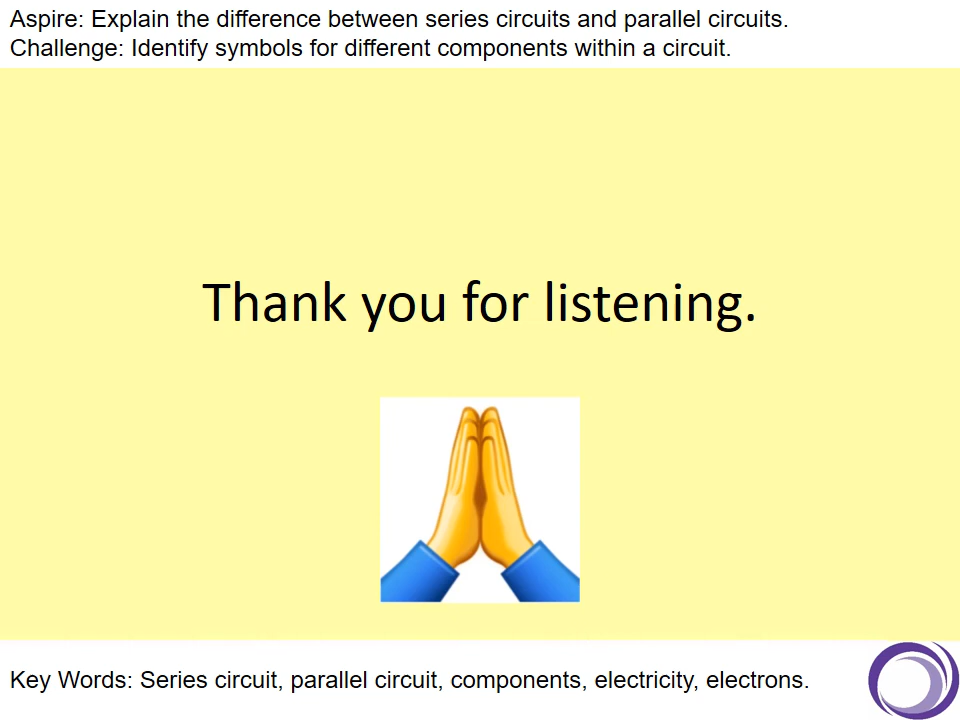 Aspire: Explain the difference between series circuits and parallel circuits.
Challenge: Identify symbols for different components within a circuit.
Thank you for listening.
Key Words: Series circuit, parallel circuit, components, electricity, electrons.